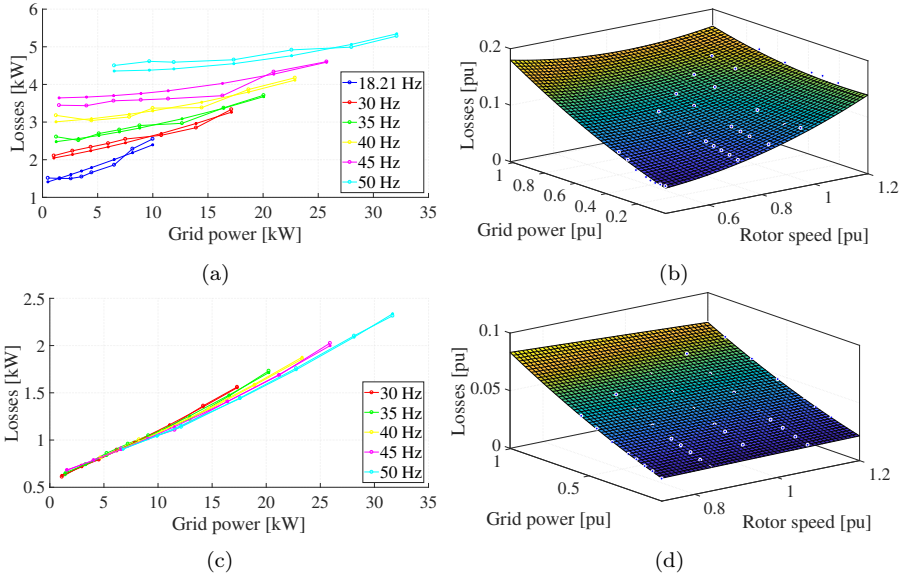 6
5
4
3
2
1
Losses [kW]
0 5 10 15 20 25 30 35
Grid power [kW]
18.21 Hz
30 Hz
35 Hz
40 Hz
45 Hz
50 Hz
(a)
0.2
0.1
0
Losses [pu]
1 0.8 0.6 0.4 0.2
Grid power [pu]
0.6 0.8 1 1.2
Rotor speed [pu]
(b)
2.5
2
1.5
1
0.5
Losses [kW]
0 5 10 15 20 25 30 35
Grid power [kW]
30 Hz
35 Hz
40 Hz
45 Hz
50 Hz
(c)
0.1
0.05
0
Losses [pu]
1 0.5
Grid power [pu]
0.8 1 1.2
Rotor speed [pu]
(d)